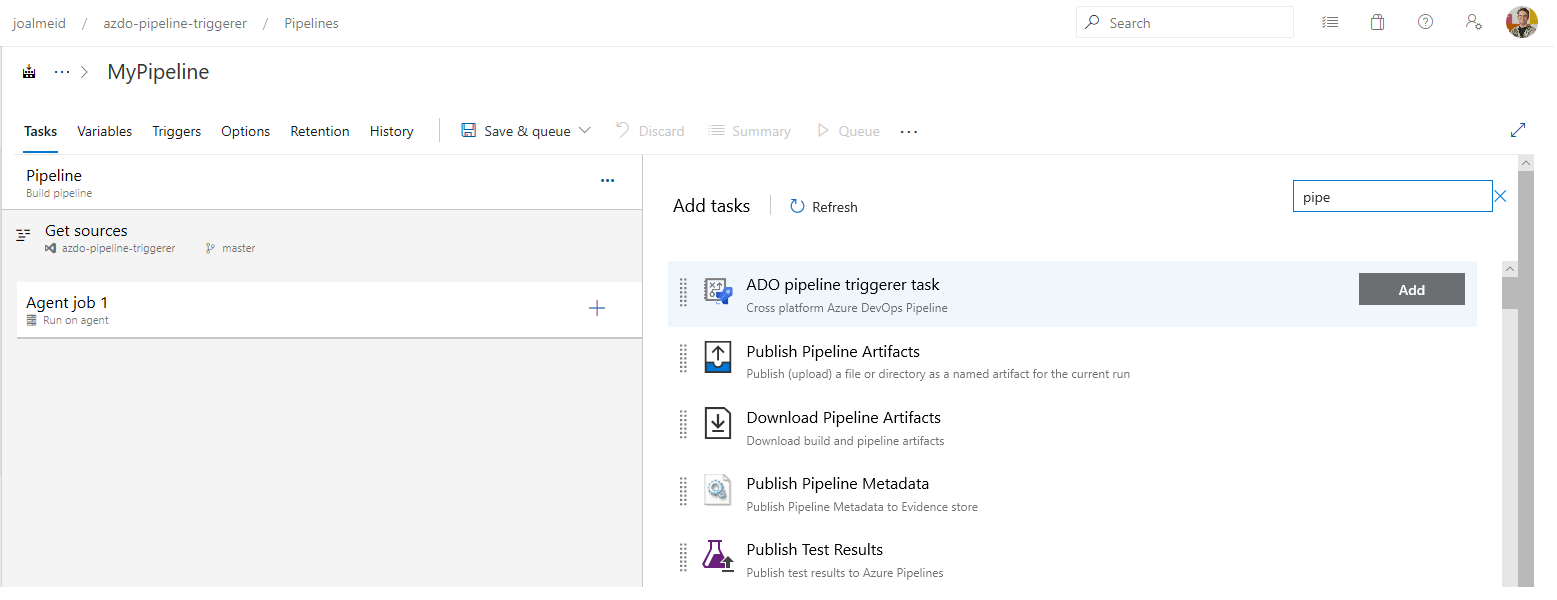 joalmeid / azdo-pipeline-triggerer / Pipelines Search
MyPipeline
Tasks Variables Triggers Options Retention History Save & queue Discard Summary Queue
Pipeline
Build pipeline
Get sources
azdo-pipeline-triggerer master
Agent job 1
Run on agent
Add tasks Refresh pipe
ADO pipeline triggerer task
Cross platform Azure DevOps Pipeline
Add
Publish Pipeline Artifacts
Publish (upload) a file or directory as a named artifact for the current run
Download Pipeline Artifacts
Download build and pipeline artifacts
Publish Pipeline Metadata
Publish Pipeline Metadata to Evidence store
Publish Test Results
Publish test results to Azure Pipelines